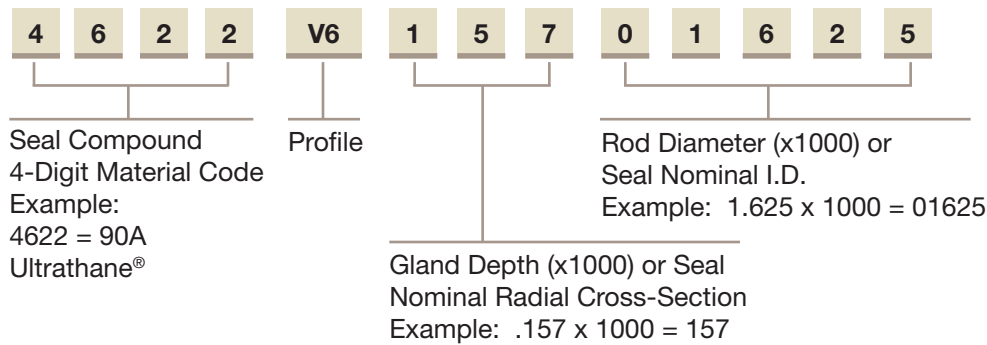 4 6 2 2 V6 1 5 7 0 1 6 2 5
Seal Compound
4-Digit Material Code
Example:
4622 = 90A
Ultrathane®
Profile
Gland Depth (x1000) or Seal
Nominal Radial Cross-Section
Example: .157 x 1000 = 157
Rod Diameter (x1000) or
Seal Nominal I.D.
Example: 1.625 x 1000 = 01625